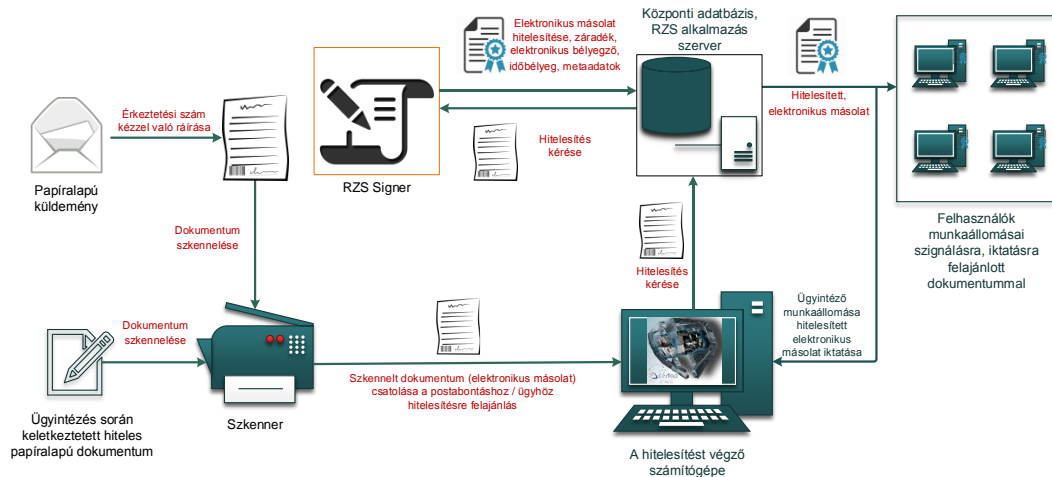 Elektronikus másolat
hitelesítése, záradék,
elektronikus bélyegző,
időbélyeg, metaadatok
Központi adatbázis,
RZS alkalmazás
szerver
Érkeztetési szám
kézzel való ráírása
Hitelesítés
kérése
Hitelesített,
elektronikus másolat
Papíralapú
küldemény
RZS Signer
Felhasználók
munkaállomásai
szignálásra, iktatásra
felajánlott
dokumentummal
Dokumentum
szkennelése
Hitelesítés
kérése
Dokumentum
szkennelése
Ügyintéző
munkaállomása
hitelesített
elektronikus
másolat iktatása
Szkennelt dokumentum (elektronikus másolat)
csatolása a postabontáshoz / ügyhöz
hitelesítésre felajánlás
Ügyintézés során
keletkeztetett hiteles
papíralapú dokumentum
Szkenner
A hitelesítést végző
számítógépe